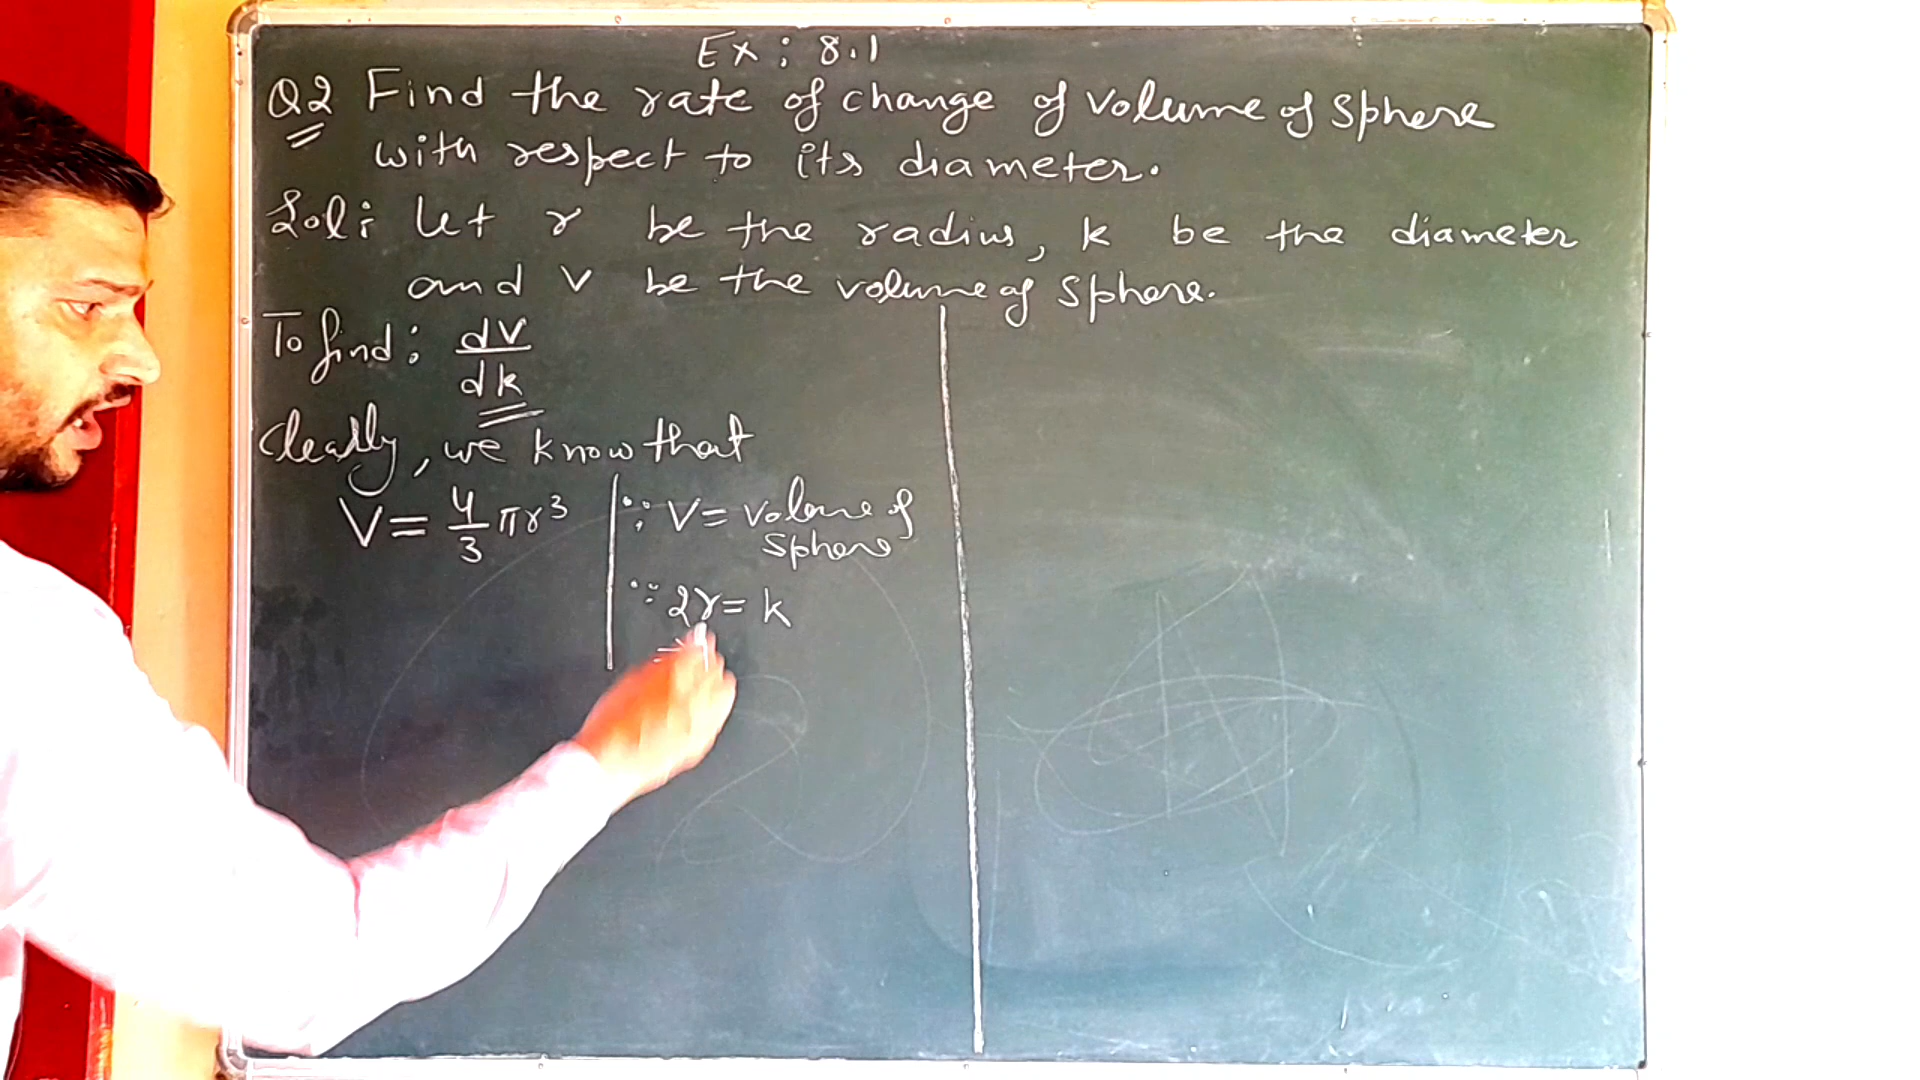 Ex : 8.1
Q2 Find the rate of change of volume of sphere
with respect to its diameter.
Sol: Let r be the radius, k be the diameter
and V be the volume of sphere.
To find: dV/dk
Clearly, we know that
V = 4/3 πr³
∵ V = volume of
sphere
∵ 2r = k
⇒